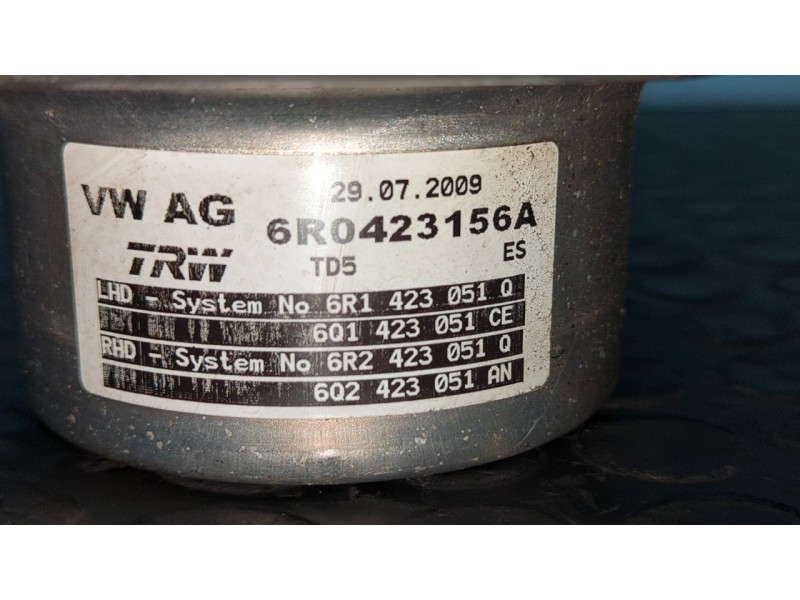 29.07.2009
VW AG 6R0423156A
TRW TD5 ES
LHD - System No 6R1 423 051 Q
6Q1 423 051 CE
RHD - System No 6R2 423 051 Q
6Q2 423 051 AN